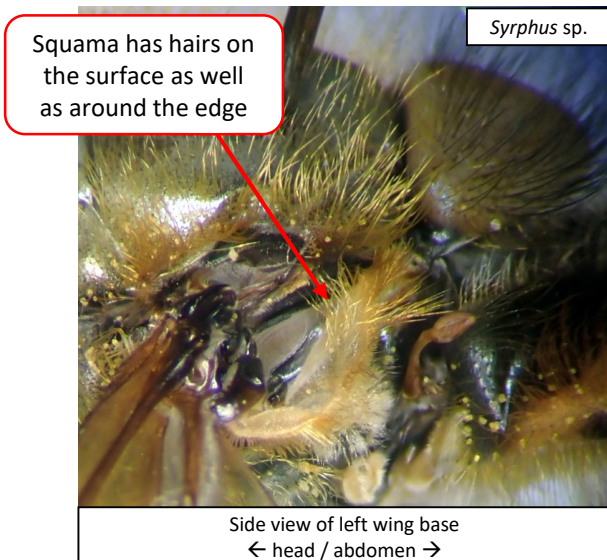 Squama has hairs on
the surface as well
as around the edge
Syrphus sp.
Side view of left wing base
← head / abdomen →